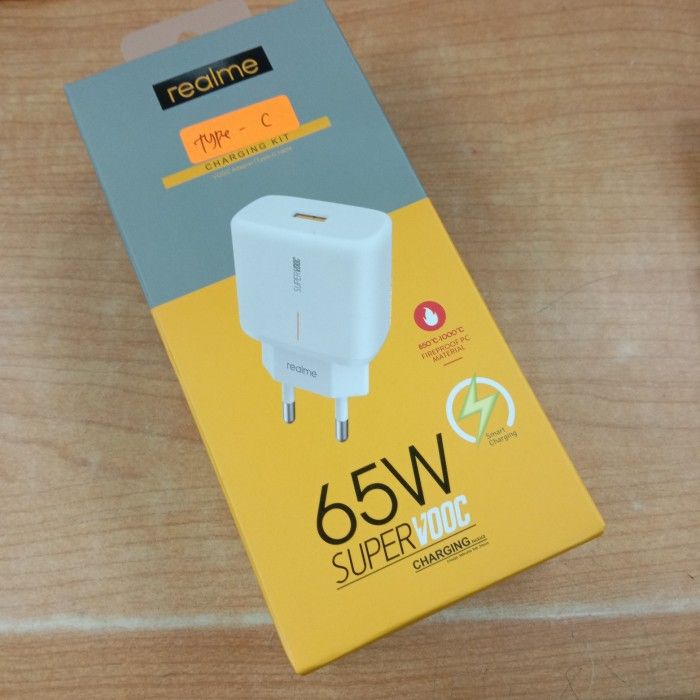 realme
Type - C
CHARGING KIT
SUPERVOOC
realme
850°C-1000°C
FIREPROOF PC
MATERIAL
Smart
Charging
65W
SUPERVOOC
CHARGING